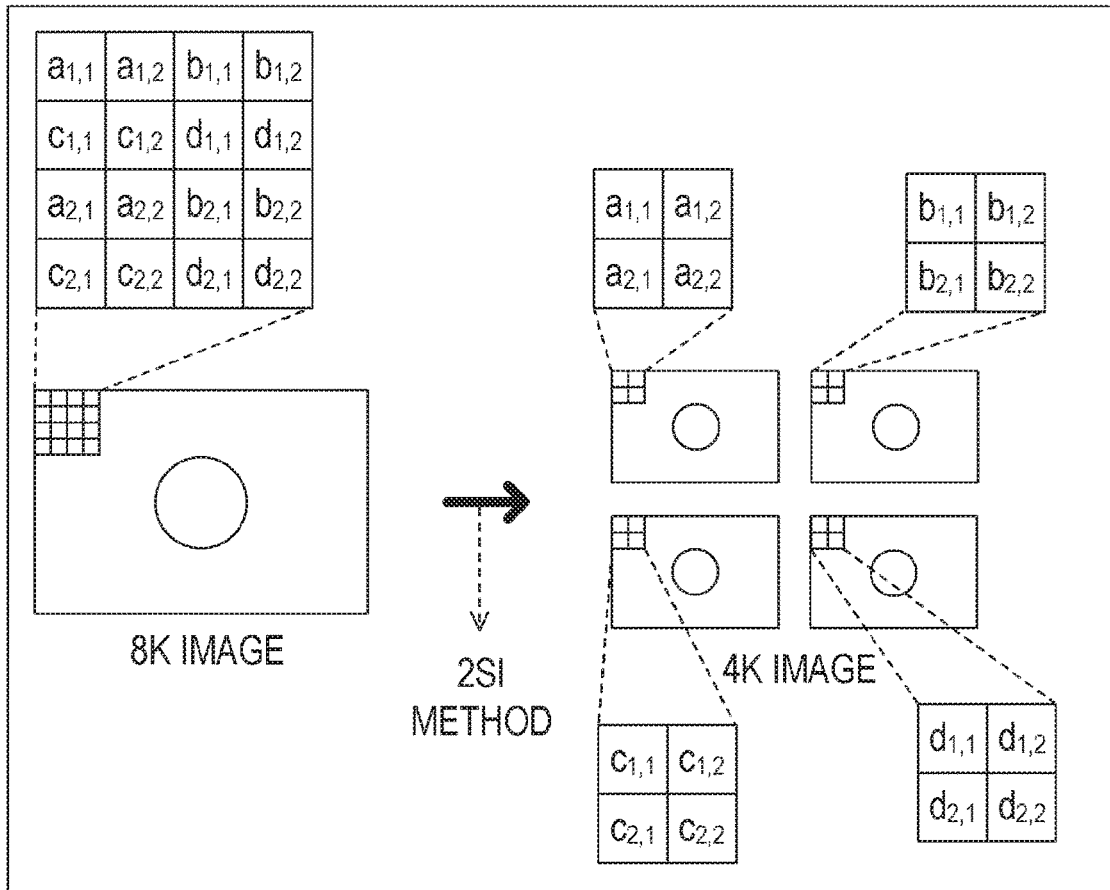 a1,1 a1,2 b1,1 b1,2
c1,1 c1,2 d1,1 d1,2
a2,1 a2,2 b2,1 b2,2
c2,1 c2,2 d2,1 d2,2
a1,1 a1,2
a2,1 a2,2
b1,1 b1,2
b2,1 b2,2
8K IMAGE
2SI
METHOD
4K IMAGE
c1,1 c1,2
c2,1 c2,2
d1,1 d1,2
d2,1 d2,2